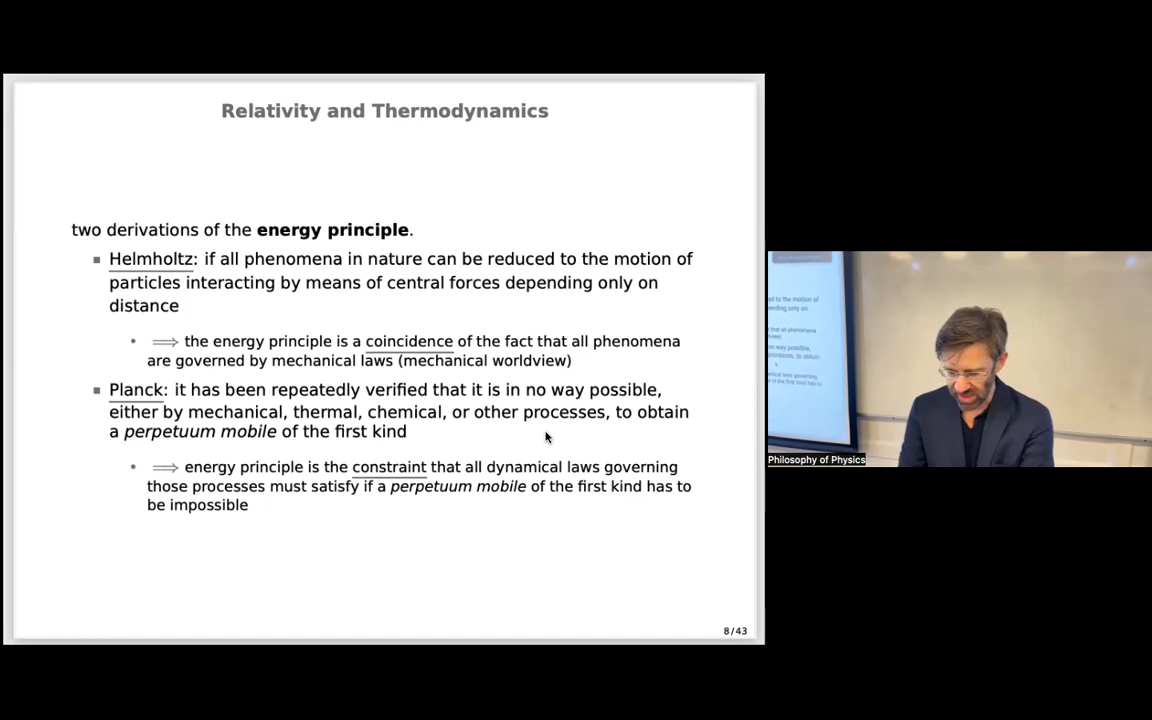 Relativity and Thermodynamics
two derivations of the energy principle.
▪ Helmholtz: if all phenomena in nature can be reduced to the motion of
particles interacting by means of central forces depending only on
distance
• ⟹ the energy principle is a coincidence of the fact that all phenomena
are governed by mechanical laws (mechanical worldview)
▪ Planck: it has been repeatedly verified that it is in no way possible,
either by mechanical, thermal, chemical, or other processes, to obtain
a perpetuum mobile of the first kind
• ⟹ energy principle is the constraint that all dynamical laws governing
those processes must satisfy if a perpetuum mobile of the first kind has to
be impossible
8/43
Philosophy of Physics